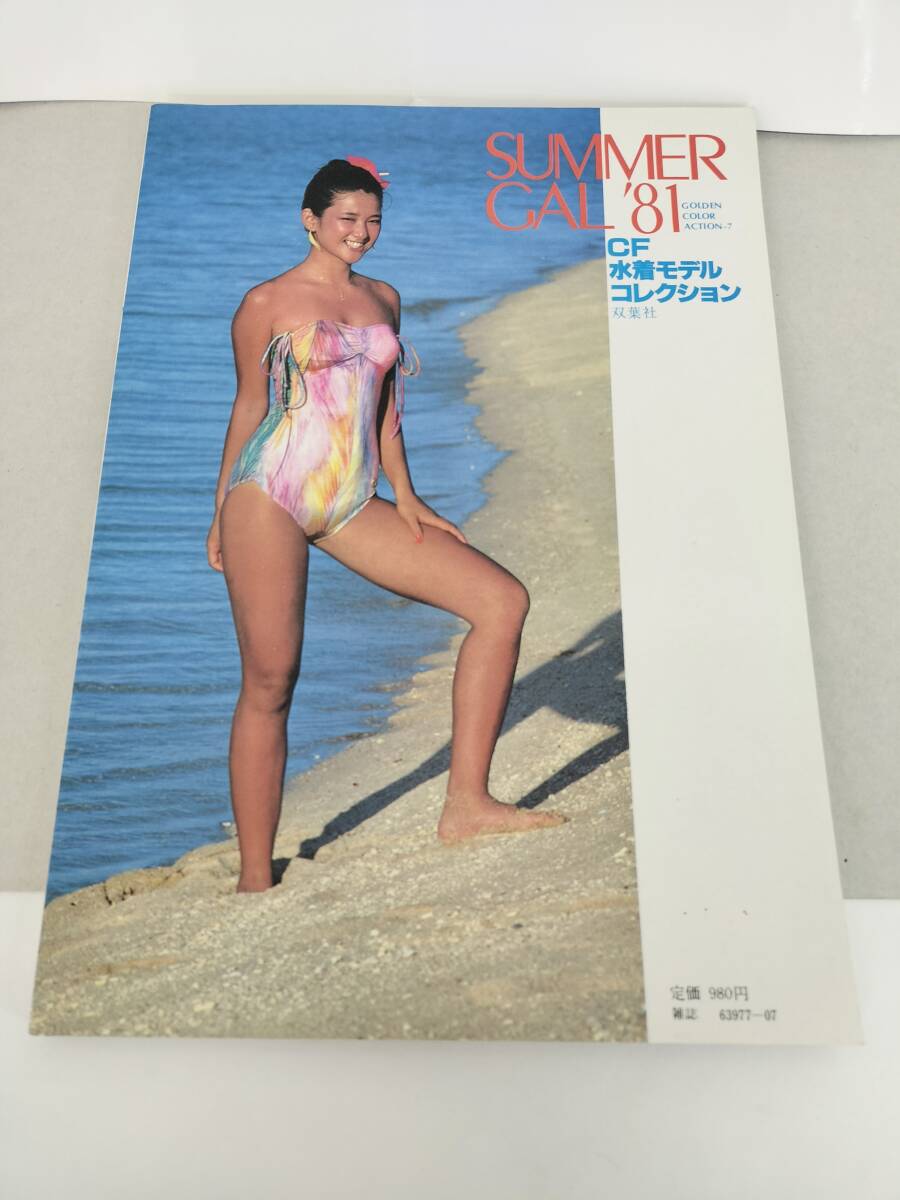 SUMMER
GAL '81
GOLDEN
COLOR
ACTION-7
CF
水着モデル
コレクション
双葉社
定価 980円
雑誌 63977-07